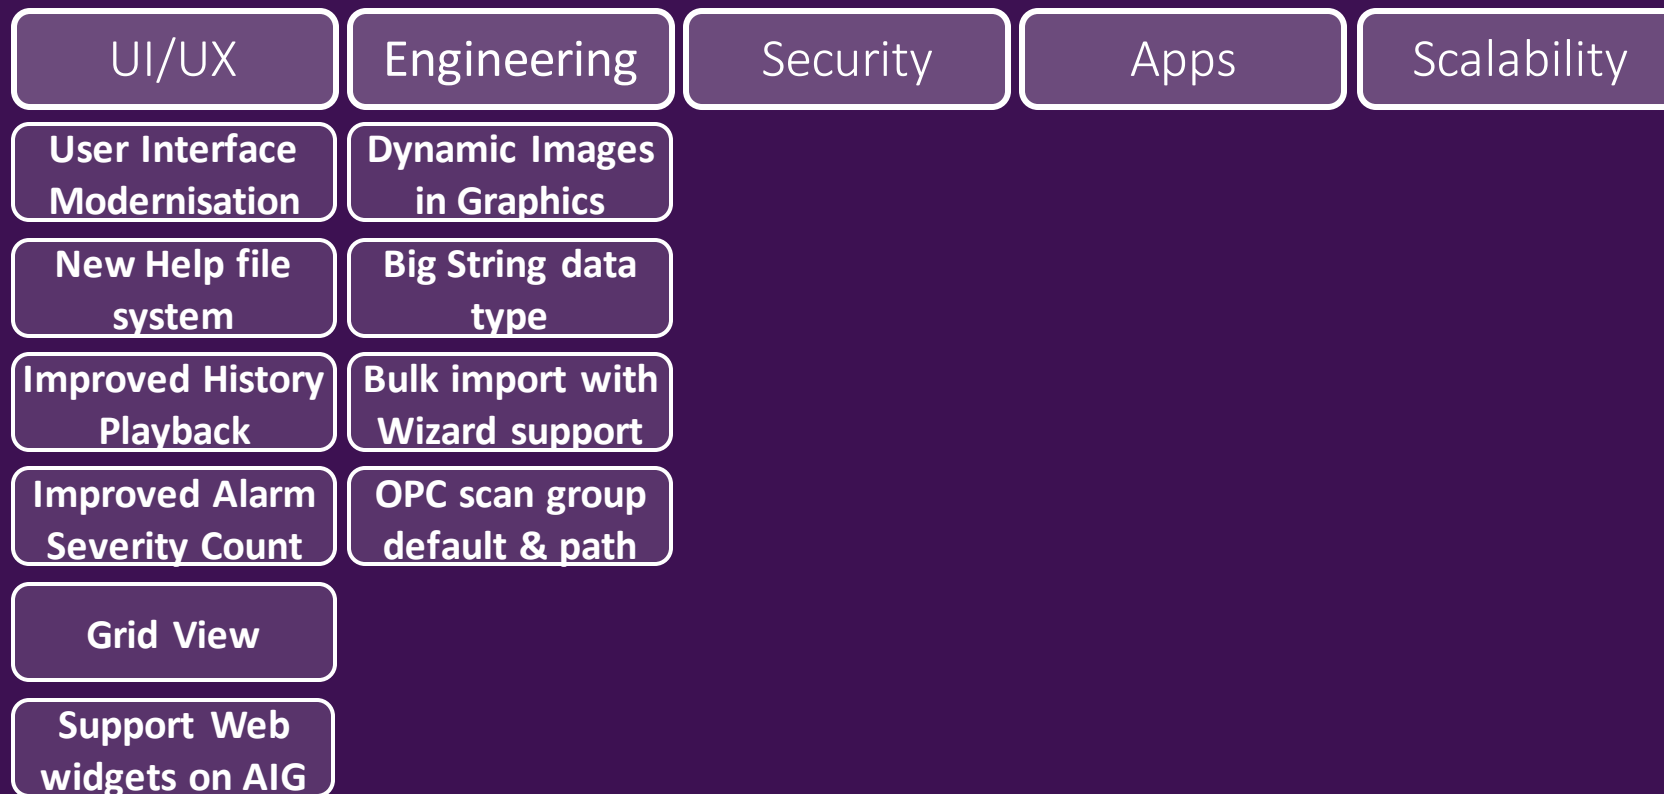 UI/UX
Engineering
Security
Apps
Scalability
User Interface
Modernisation
New Help file
system
Improved History
Playback
Improved Alarm
Severity Count
Grid View
Support Web
widgets on AIG
Dynamic Images
in Graphics
Big String data
type
Bulk import with
Wizard support
OPC scan group
default & path